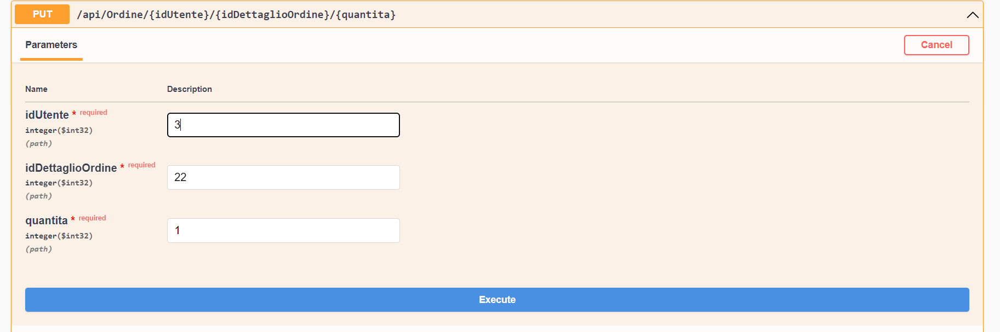 PUT /api/Ordine/{idUtente}/{idDettaglioOrdine}/{quantita}
Parameters Cancel
Name Description
idUtente * required
integer($int32)
(path)
3
idDettaglioOrdine * required
integer($int32)
(path)
22
quantita * required
integer($int32)
(path)
1
Execute